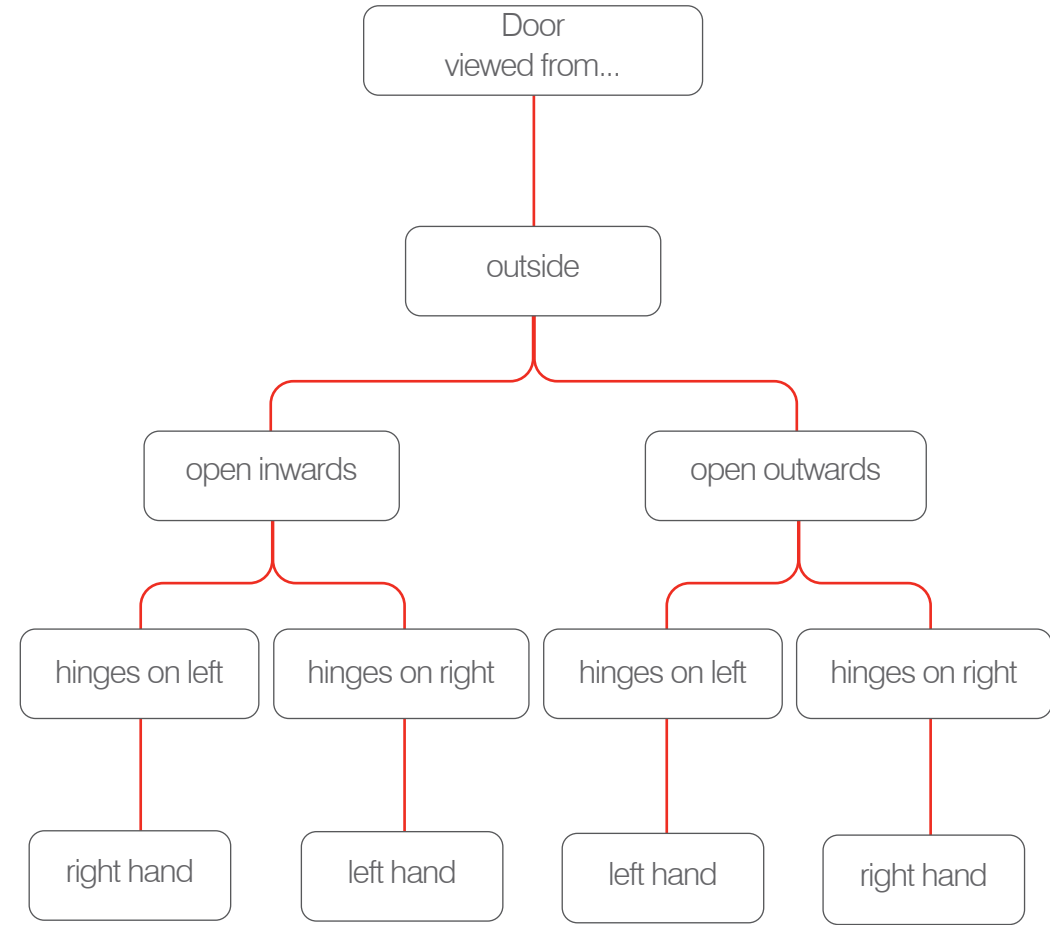 Door
viewed from...
outside
open inwards
open outwards
hinges on left
hinges on right
hinges on left
hinges on right
right hand
left hand
left hand
right hand